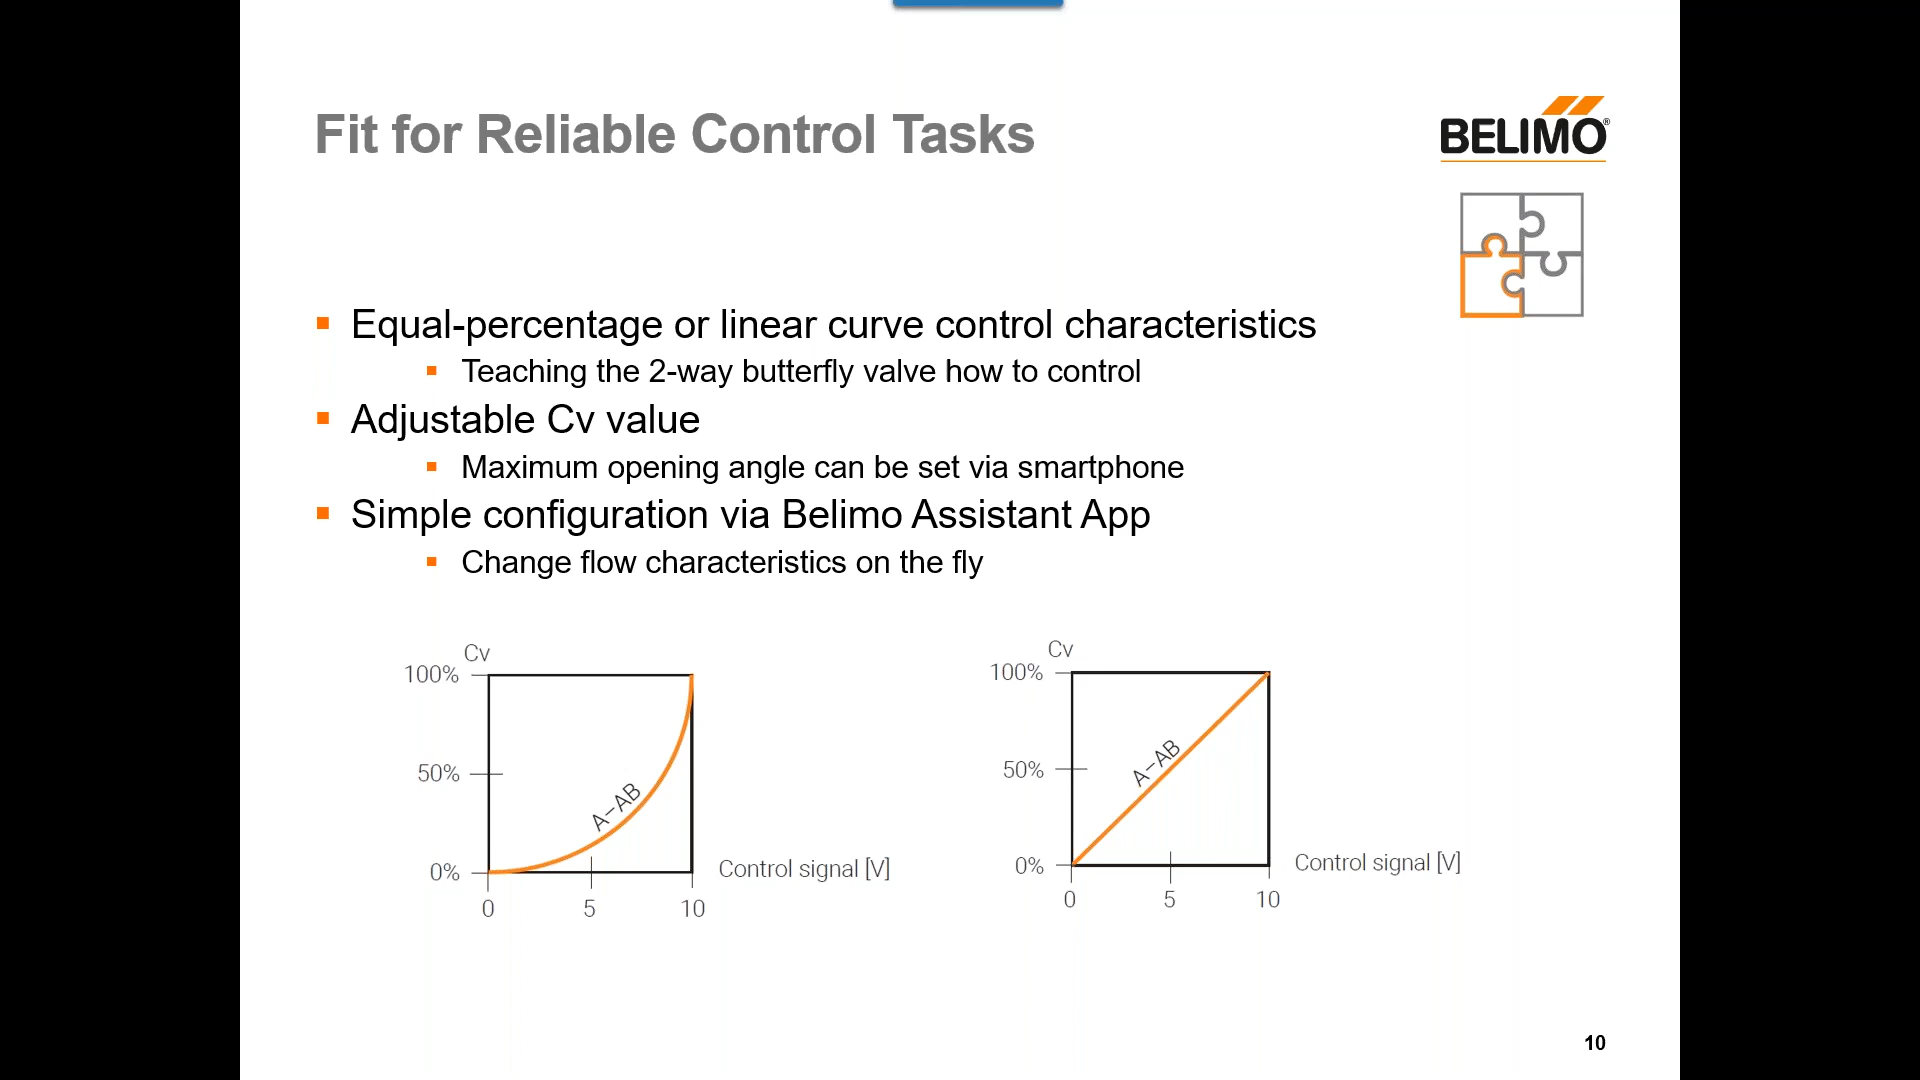 Fit for Reliable Control Tasks
BELIMO®
Equal-percentage or linear curve control characteristics
Teaching the 2-way butterfly valve how to control
Adjustable Cv value
Maximum opening angle can be set via smartphone
Simple configuration via Belimo Assistant App
Change flow characteristics on the fly
Cv
100%
50%
0%
A–AB
Control signal [V]
0 5 10
Cv
100%
50%
0%
A–AB
Control signal [V]
0 5 10
10